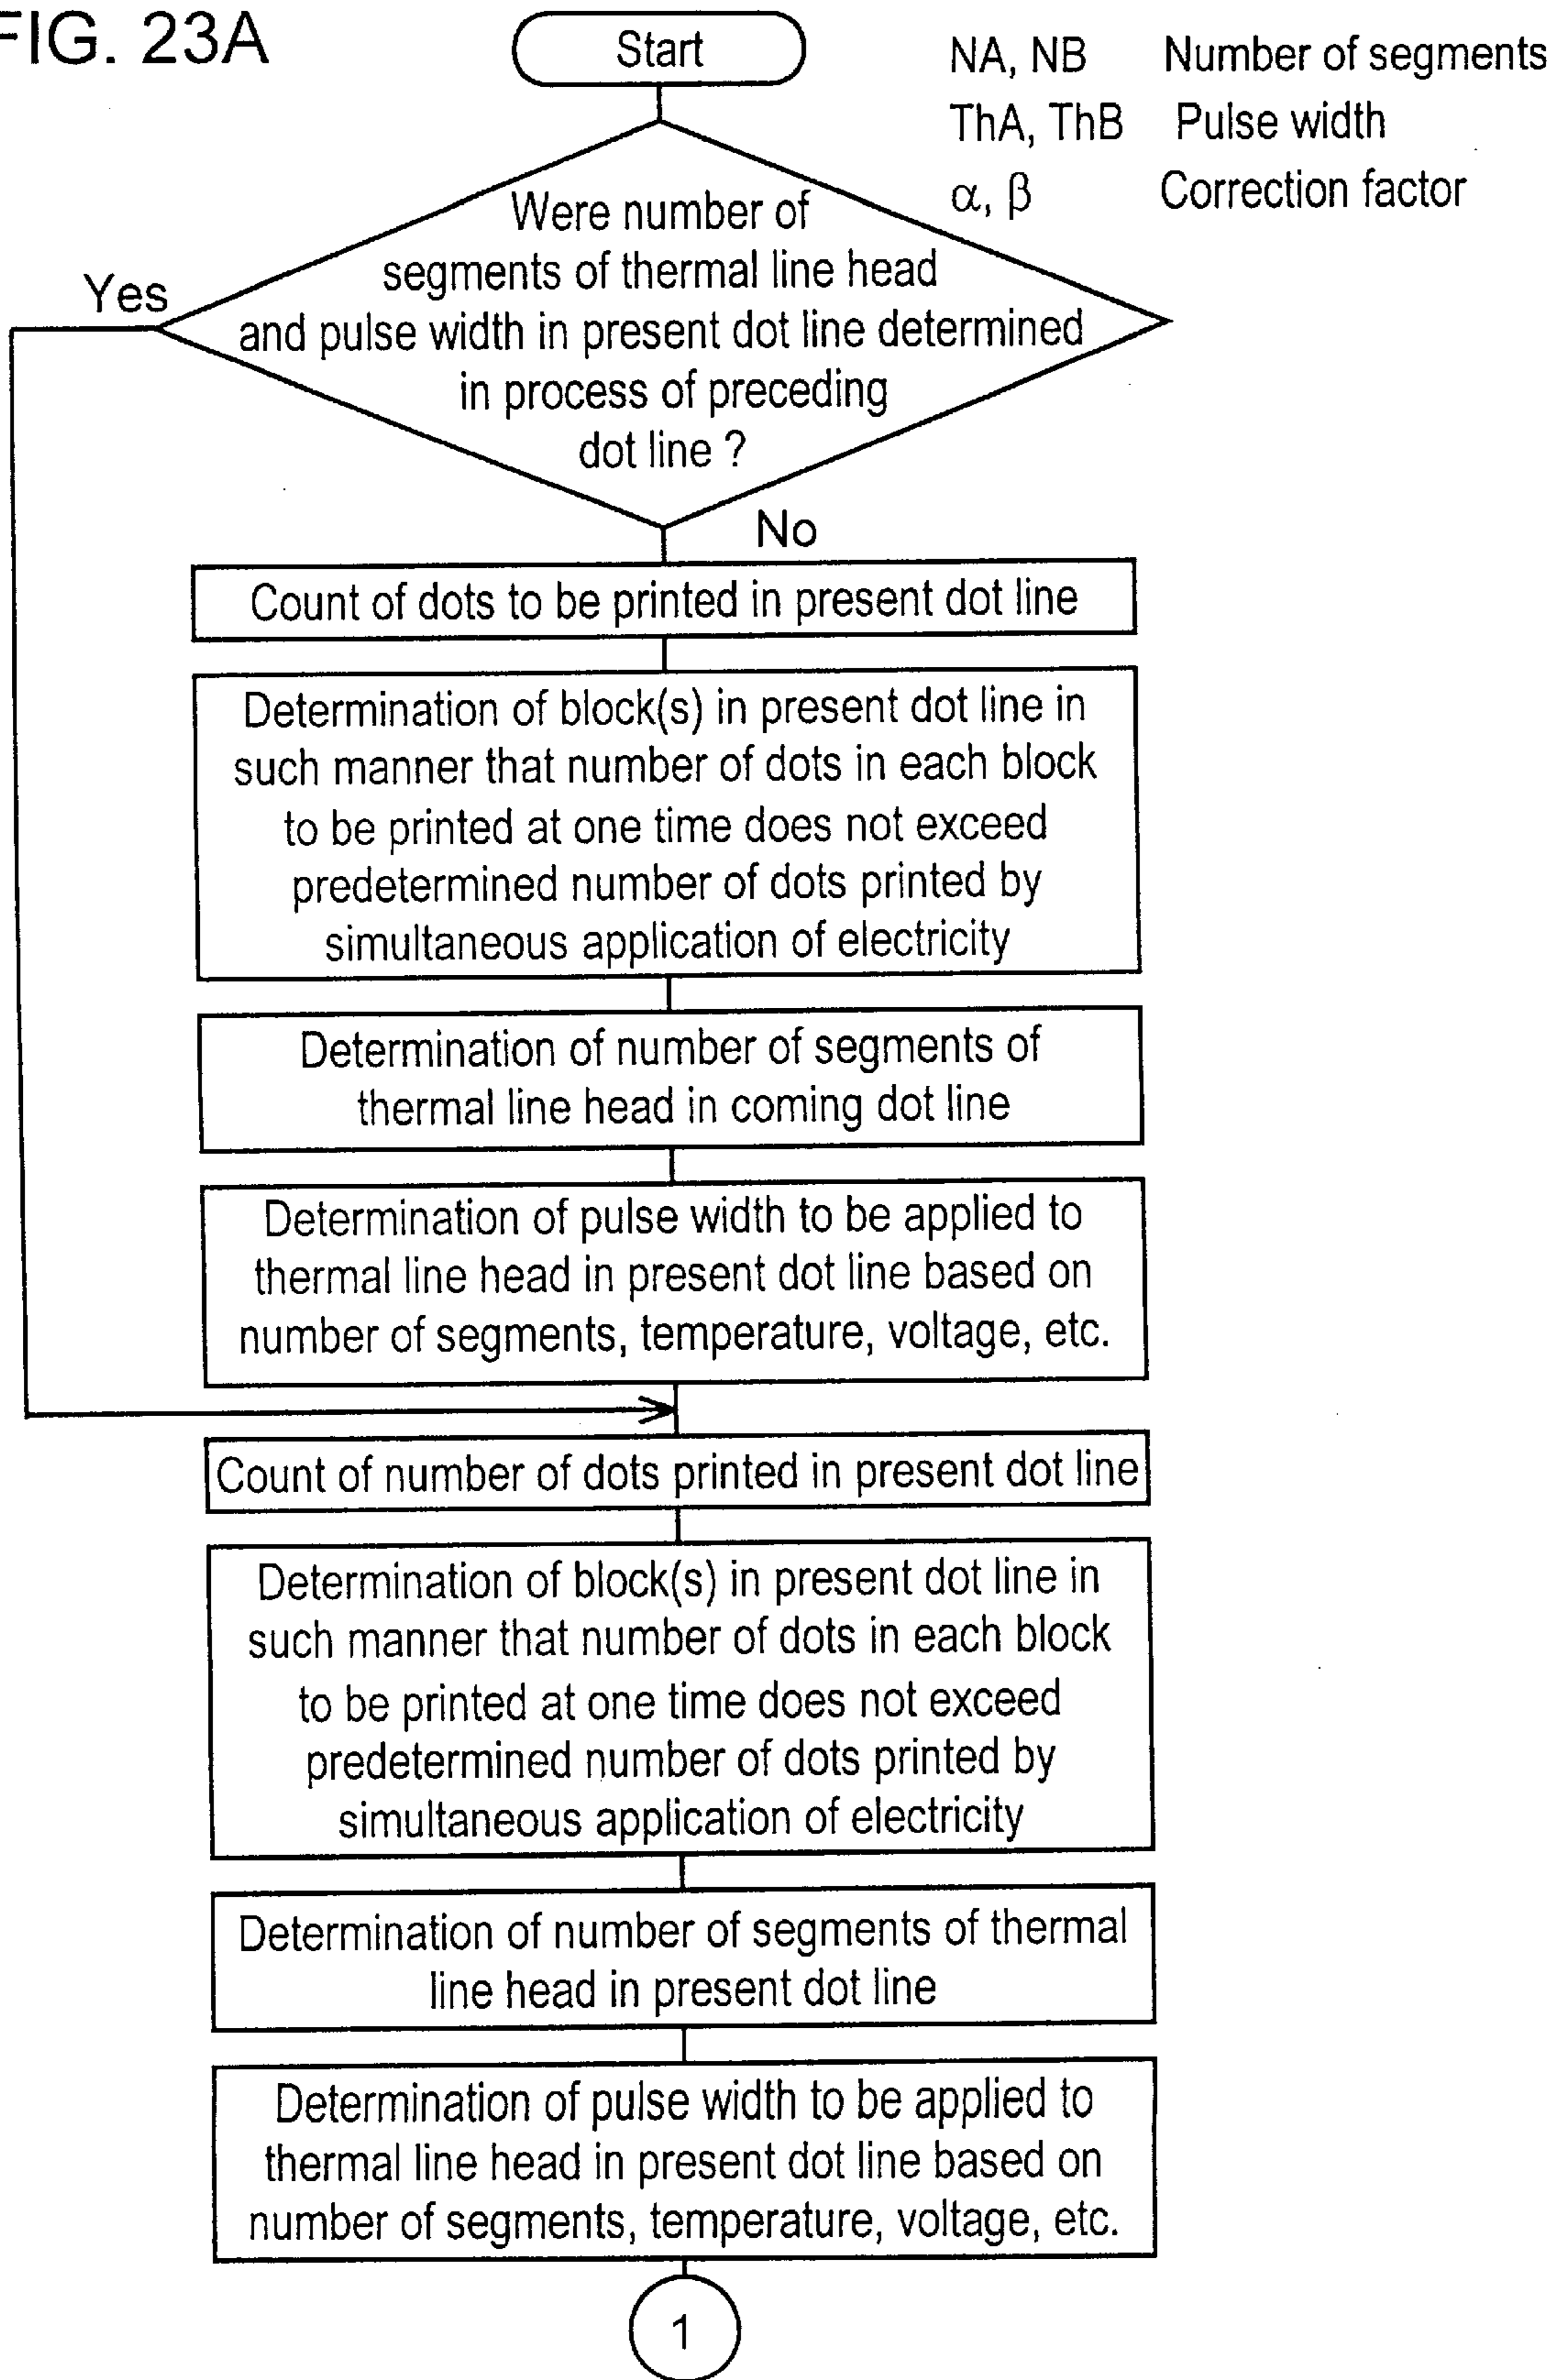 FIG. 23A
Start
NA, NB Number of segments
ThA, ThB Pulse width
α, β Correction factor
Were number of
segments of thermal line head
and pulse width in present dot line determined
in process of preceding
dot line ?
Yes
No
Count of dots to be printed in present dot line
Determination of block(s) in present dot line in
such manner that number of dots in each block
to be printed at one time does not exceed
predetermined number of dots printed by
simultaneous application of electricity
Determination of number of segments of
thermal line head in coming dot line
Determination of pulse width to be applied to
thermal line head in present dot line based on
number of segments, temperature, voltage, etc.
Count of number of dots printed in present dot line
Determination of block(s) in present dot line in
such manner that number of dots in each block
to be printed at one time does not exceed
predetermined number of dots printed by
simultaneous application of electricity
Determination of number of segments of thermal
line head in present dot line
Determination of pulse width to be applied to
thermal line head in present dot line based on
number of segments, temperature, voltage, etc.
1